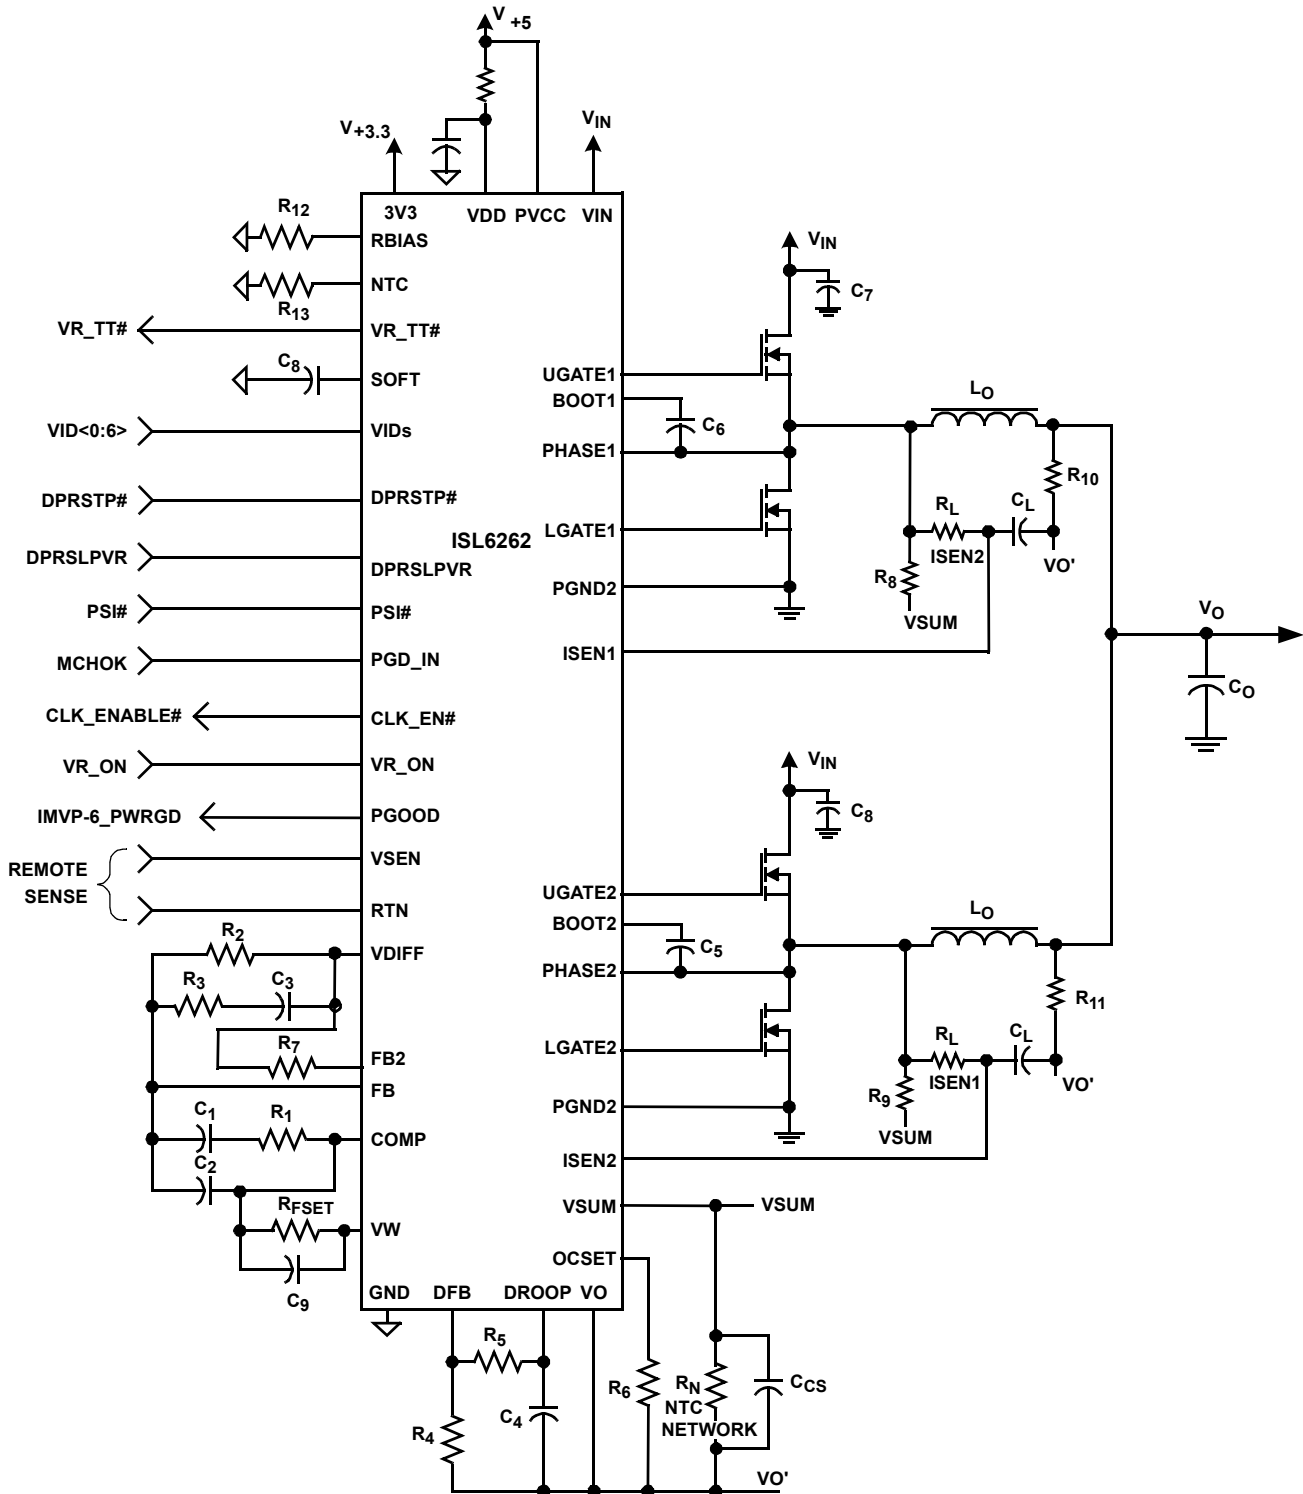 V +5
V+3.3
VIN
3V3
VDD
PVCC
VIN
R12
RBIAS
NTC
R13
VR_TT#
VR_TT#
C8
SOFT
VID<0:6>
VIDs
DPRSTP#
DPRSTP#
ISL6262
DPRSLPVR
DPRSLPVR
PSI#
PSI#
MCHOK
PGD_IN
CLK_ENABLE#
CLK_EN#
VR_ON
VR_ON
IMVP-6_PWRGD
PGOOD
REMOTE
SENSE
VSEN
RTN
R2
VDIFF
R3
C3
R7
FB2
FB
C1
R1
COMP
C2
RFSET
VW
C9
GND
DFB
DROOP
VO
VIN
C7
UGATE1
BOOT1
C6
PHASE1
LGATE1
PGND2
ISEN1
LO
R10
RL
CL
ISEN2
VO'
R8
VSUM
VO
CO
VIN
C8
UGATE2
BOOT2
C5
PHASE2
LGATE2
PGND2
ISEN2
LO
R11
RL
CL
ISEN1
VO'
R9
VSUM
VSUM
VSUM
OCSET
R5
R4
C4
R6
RN
NTC
NETWORK
CCS
VO'